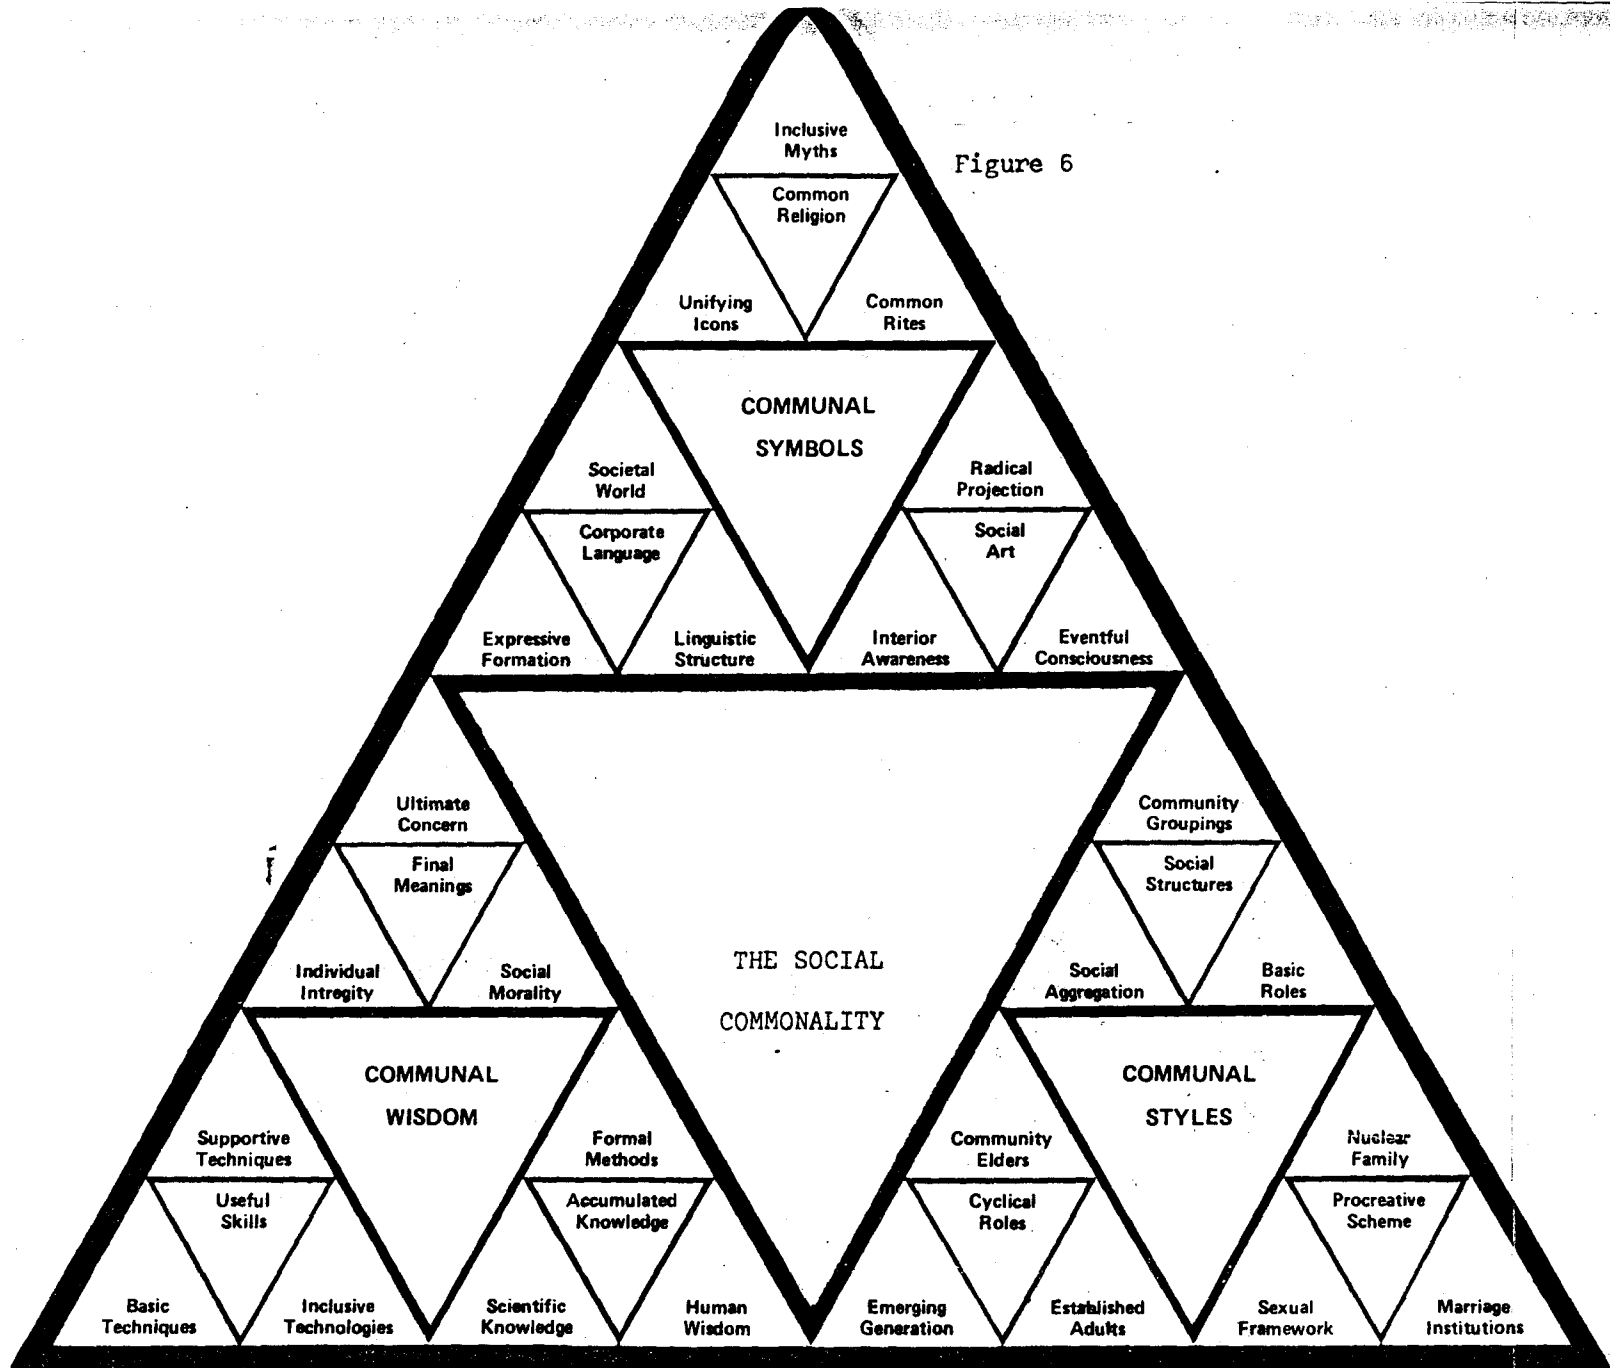 Inclusive
Myths
Figure 6
Common
Religion
Unifying
Icons
Common
Rites
COMMUNAL
SYMBOLS
Societal
World
Corporate
Language
Radical
Projection
Social
Art
Expressive
Formation
Linguistic
Structure
Interior
Awareness
Eventful
Consciousness
Ultimate
Concern
Final
Meanings
Community
Groupings
Social
Structures
Individual
Intregity
Social
Morality
THE SOCIAL
COMMONALITY
Social
Aggregation
Basic
Roles
COMMUNAL
WISDOM
COMMUNAL
STYLES
Supportive
Techniques
Useful
Skills
Formal
Methods
Accumulated
Knowledge
Community
Elders
Cyclical
Roles
Nuclear
Family
Procreative
Scheme
Basic
Techniques
Inclusive
Technologies
Scientific
Knowledge
Human
Wisdom
Emerging
Generation
Established
Adults
Sexual
Framework
Marriage
Institutions